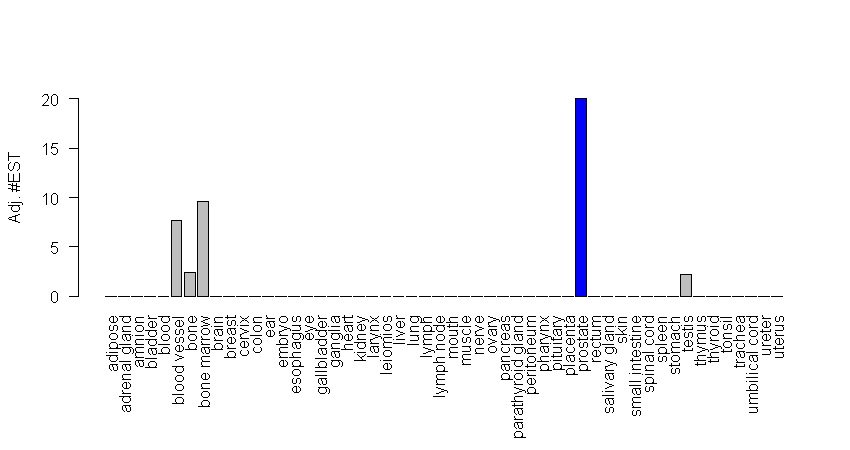 Adj. #EST
20
15
10
5
0
adipose
adrenal gland
amnion
bladder
blood
blood vessel
bone
bone marrow
brain
breast
cervix
colon
ear
embryo
esophagus
eye
gallbladder
ganglia
heart
kidney
larynx
leiomios
liver
lung
lymph
lymph node
mouth
muscle
nerve
ovary
pancreas
parathyroid gland
peritoneum
pharynx
pituitary
placenta
prostate
rectum
salivary gland
skin
small intestine
spinal cord
spleen
stomach
testis
thymus
thyroid
tonsil
trachea
umbilical cord
ureter
uterus